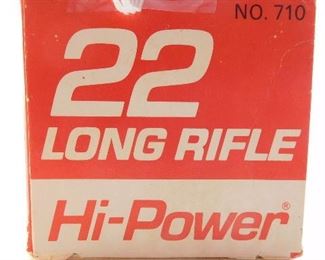 NO. 710
22
LONG RIFLE
Hi-Power®